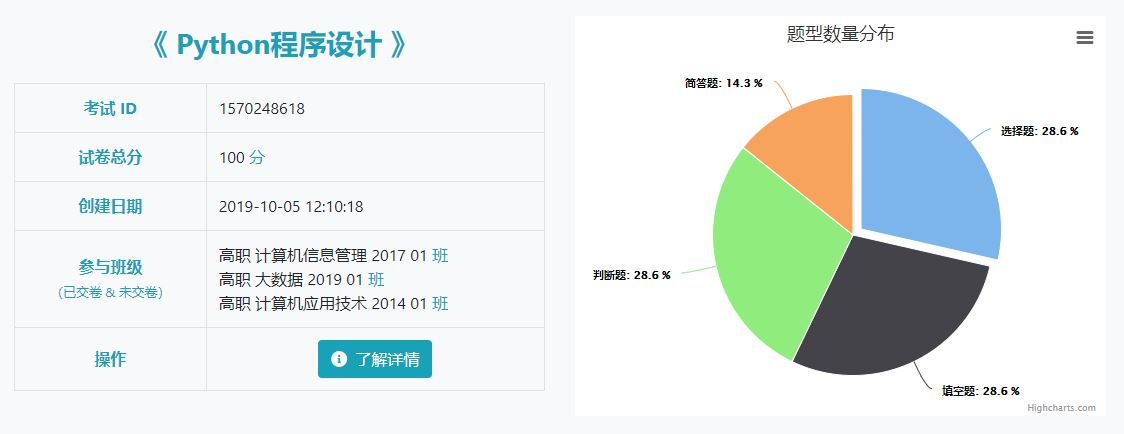 《 Python程序设计 》
考试 ID
1570248618
试卷总分
100 分
创建日期
2019-10-05 12:10:18
参与班级
（已交卷 & 未交卷）
高职 计算机信息管理 2017 01 班
高职 大数据 2019 01 班
高职 计算机应用技术 2014 01 班
操作
了解详情
题型数量分布
简答题: 14.3 %
选择题: 28.6 %
判断题: 28.6 %
填空题: 28.6 %
Highcharts.com